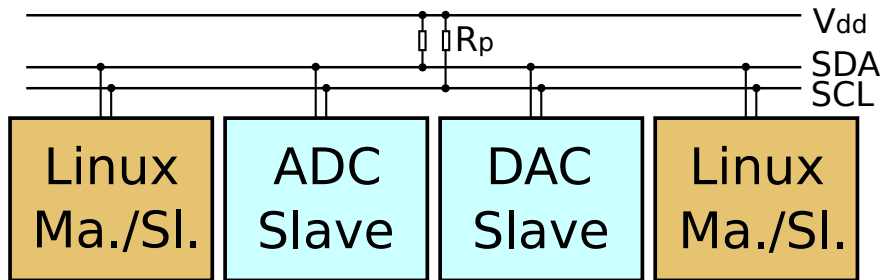 Vdd
Rp
SDA
SCL
Linux
Ma./Sl.
ADC
Slave
DAC
Slave
Linux
Ma./Sl.